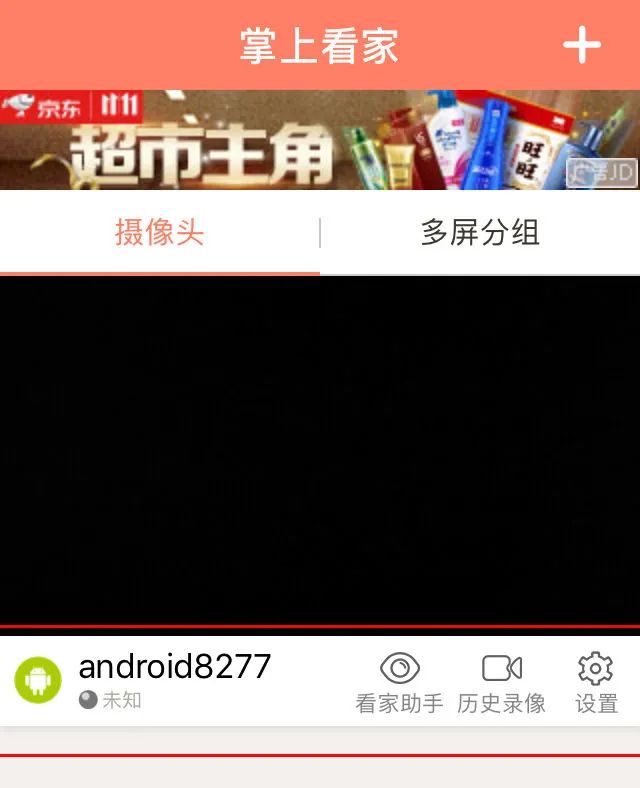 掌上看家
京东 11.11
超市主角
旺旺
广告JD
摄像头
多屏分组
android8277
未知
看家助手
历史录像
设置